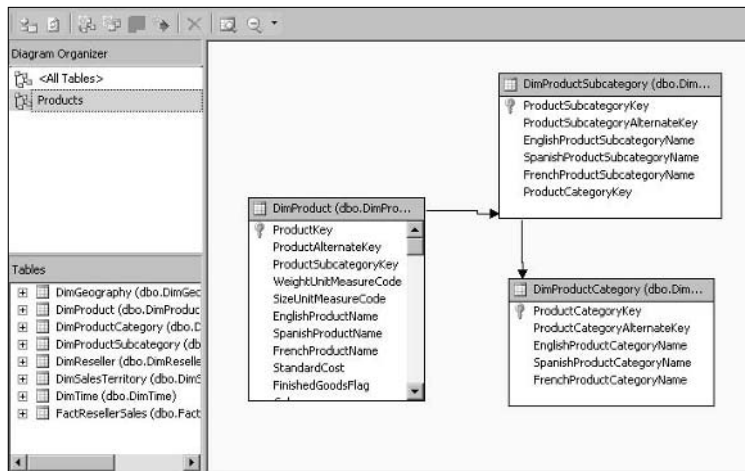 Diagram Organizer
<All Tables>
Products
Tables
DimGeography (dbo.DimGec
DimProduct (dbo.DimProduc
DimProductCategory (dbo.D
DimProductSubcategory (db
DimReseller (dbo.DimReselle
DimSalesTerritory (dbo.DimS
DimTime (dbo.DimTime)
FactResellerSales (dbo.Fact
DimProduct (dbo.DimPro...
ProductKey
ProductAlternateKey
ProductSubcategoryKey
WeightUnitMeasureCode
SizeUnitMeasureCode
EnglishProductName
SpanishProductName
FrenchProductName
StandardCost
FinishedGoodsFlag
DimProductSubcategory (dbo.Dim...
ProductSubcategoryKey
ProductSubcategoryAlternateKey
EnglishProductSubcategoryName
SpanishProductSubcategoryName
FrenchProductSubcategoryName
ProductCategoryKey
DimProductCategory (dbo.Dim...
ProductCategoryKey
ProductCategoryAlternateKey
EnglishProductCategoryName
SpanishProductCategoryName
FrenchProductCategoryName